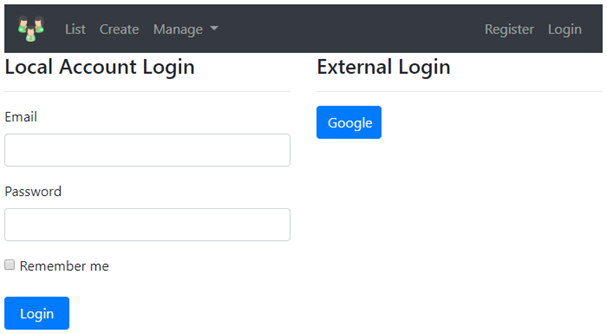 List Create Manage Register Login
Local Account Login
External Login
Email
Google
Password
Remember me
Login